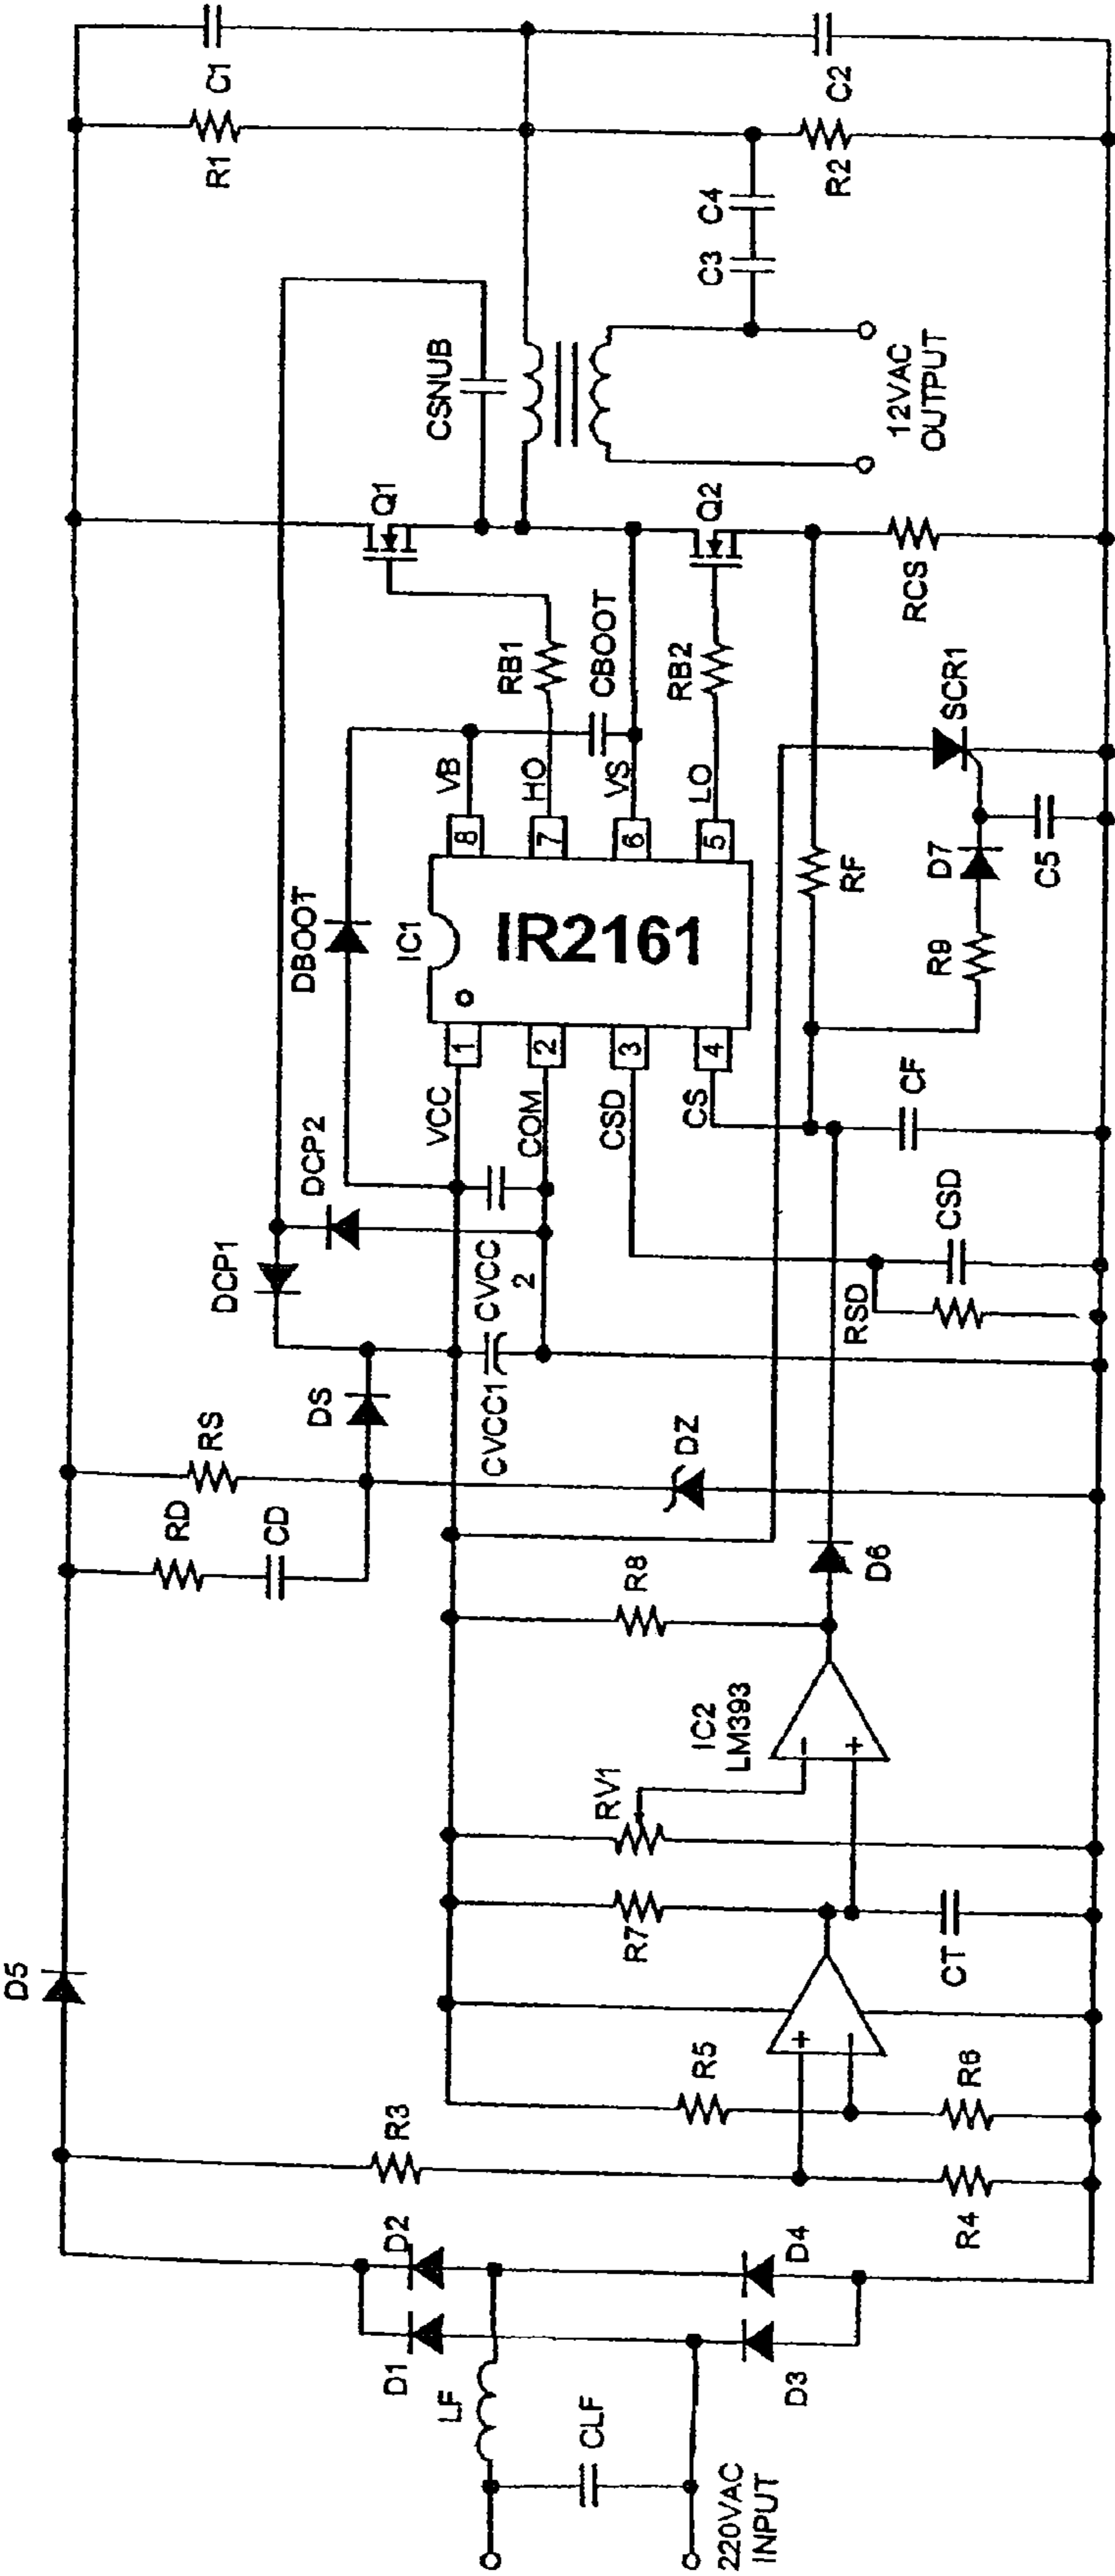 220VAC
INPUT
CLF
LF
D1
D2
D3
D4
D5
R3
R4
R5
R6
+
−
R7
CT
RV1
IC2
LM393
−
+
R8
D6
RD
CD
RS
DS
DZ
DCP1
DCP2
CVCC1
CVCC
2
DBOOT
RSD
CSD
VCC
COM
CSD
CS
1
2
3
4
IC1
IR2161
8
7
6
5
VB
HO
VS
LO
CF
RF
R9
D7
C5
SCR1
CBOOT
RB1
RB2
Q1
Q2
RCS
CSNUB
12VAC
OUTPUT
C3
C4
R1
C1
R2
C2